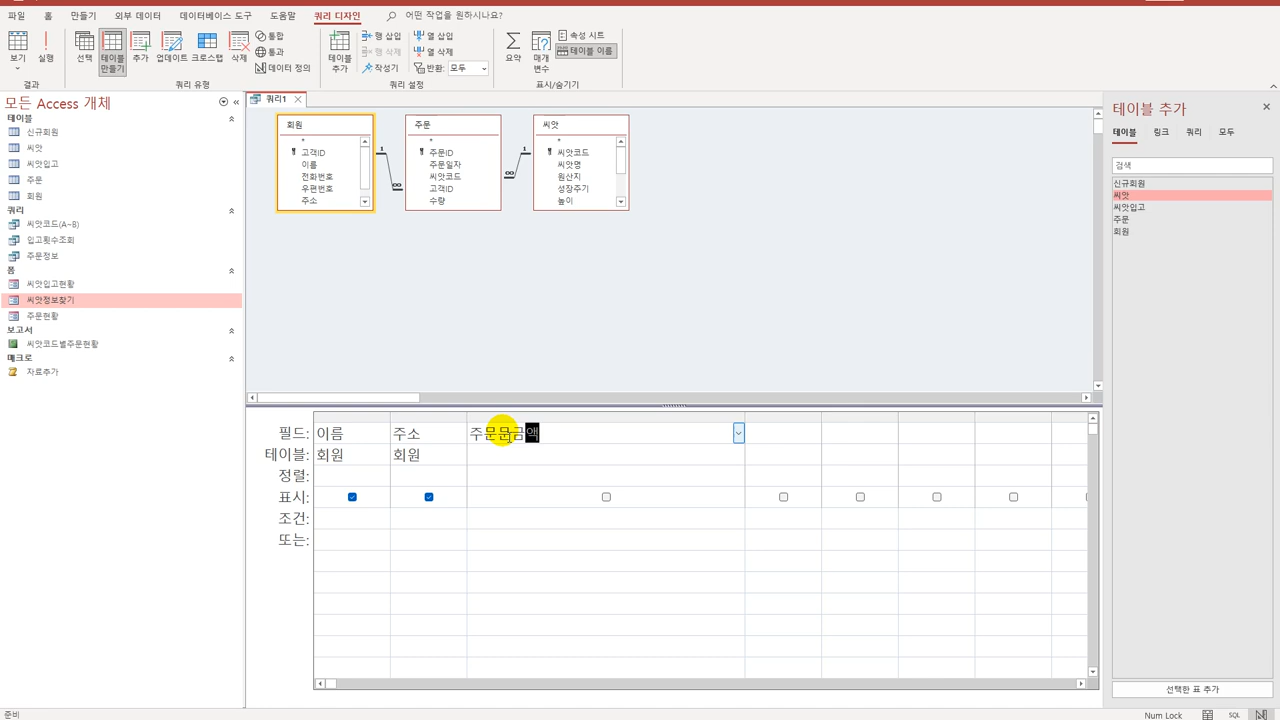 파일 홈 만들기 외부 데이터 데이터베이스 도구 도움말 쿼리 디자인 어떤 작업을 원하시나요?
보기 실행 선택 테이블 만들기 추가 업데이트 크로스탭 삭제 통합 통과 데이터 정의 테이블 추가 행 삽입 행 삭제 작성기 열 삽입 열 삭제 반환: 모두 요약 매개 변수 속성 시트 테이블 이름
결과 쿼리 유형 쿼리 설정 표시/숨기기
모든 Access 개체
테이블
신규회원
씨앗
씨앗입고
주문
회원
쿼리
씨앗코드(A~B)
입고횟수조회
주문정보
폼
씨앗입고현황
씨앗정보찾기
주문현황
보고서
씨앗코드별주문현황
매크로
자료추가
쿼리1
회원
*
고객ID
이름
전화번호
우편번호
주소
1
∞
주문
*
주문ID
주문일자
씨앗코드
고객ID
수량
1
∞
씨앗
*
씨앗코드
씨앗명
원산지
성장주기
높이
필드: 이름 주소 주문문금액
테이블: 회원 회원
정렬:
표시:
조건:
또는:
테이블 추가
테이블 링크 쿼리 모두
검색
신규회원
씨앗
씨앗입고
주문
회원
선택한 표 추가
준비
Num Lock SQL